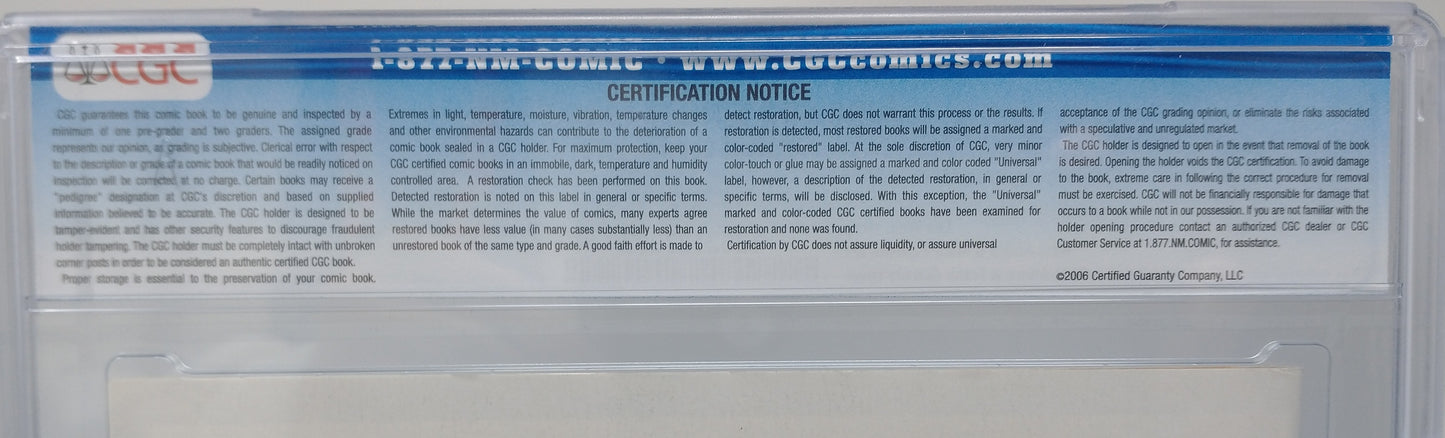 CGC
1-877-NM-COMIC • www.CGCcomics.com
CERTIFICATION NOTICE
CGC guarantees this comic book to be genuine and inspected by a
minimum of one pre-grader and two graders. The assigned grade
represents our opinion, as grading is subjective. Clerical error with respect
to the description or grade of a comic book that would be readily noticed on
inspection will be corrected at no charge. Certain books may receive a
"pedigree" designation at CGC's discretion and based on supplied
information believed to be accurate. The CGC holder is designed to be
tamper-evident and has other security features to discourage fraudulent
holder tampering. The CGC holder must be completely intact with unbroken
corner posts in order to be considered an authentic certified CGC book.
Proper storage is essential to the preservation of your comic book.
Extremes in light, temperature, moisture, vibration, temperature changes
and other environmental hazards can contribute to the deterioration of a
comic book sealed in a CGC holder. For maximum protection, keep your
CGC certified comic books in an immobile, dark, temperature and humidity
controlled area. A restoration check has been performed on this book.
Detected restoration is noted on this label in general or specific terms.
While the market determines the value of comics, many experts agree
restored books have less value (in many cases substantially less) than an
unrestored book of the same type and grade. A good faith effort is made to
detect restoration, but CGC does not warrant this process or the results. If
restoration is detected, most restored books will be assigned a marked and
color-coded "restored" label. At the sole discretion of CGC, very minor
color-touch or glue may be assigned a marked and color coded "Universal"
label, however, a description of the detected restoration, in general or
specific terms, will be disclosed. With this exception, the "Universal"
marked and color-coded CGC certified books have been examined for
restoration and none was found.
Certification by CGC does not assure liquidity, or assure universal
acceptance of the CGC grading opinion, or eliminate the risks associated
with a speculative and unregulated market.
The CGC holder is designed to open in the event that removal of the book
is desired. Opening the holder voids the CGC certification. To avoid damage
to the book, extreme care in following the correct procedure for removal
must be exercised. CGC will not be financially responsible for damage that
occurs to a book while not in our possession. If you are not familiar with the
holder opening procedure contact an authorized CGC dealer or CGC
Customer Service at 1.877.NM.COMIC, for assistance.
©2006 Certified Guaranty Company, LLC